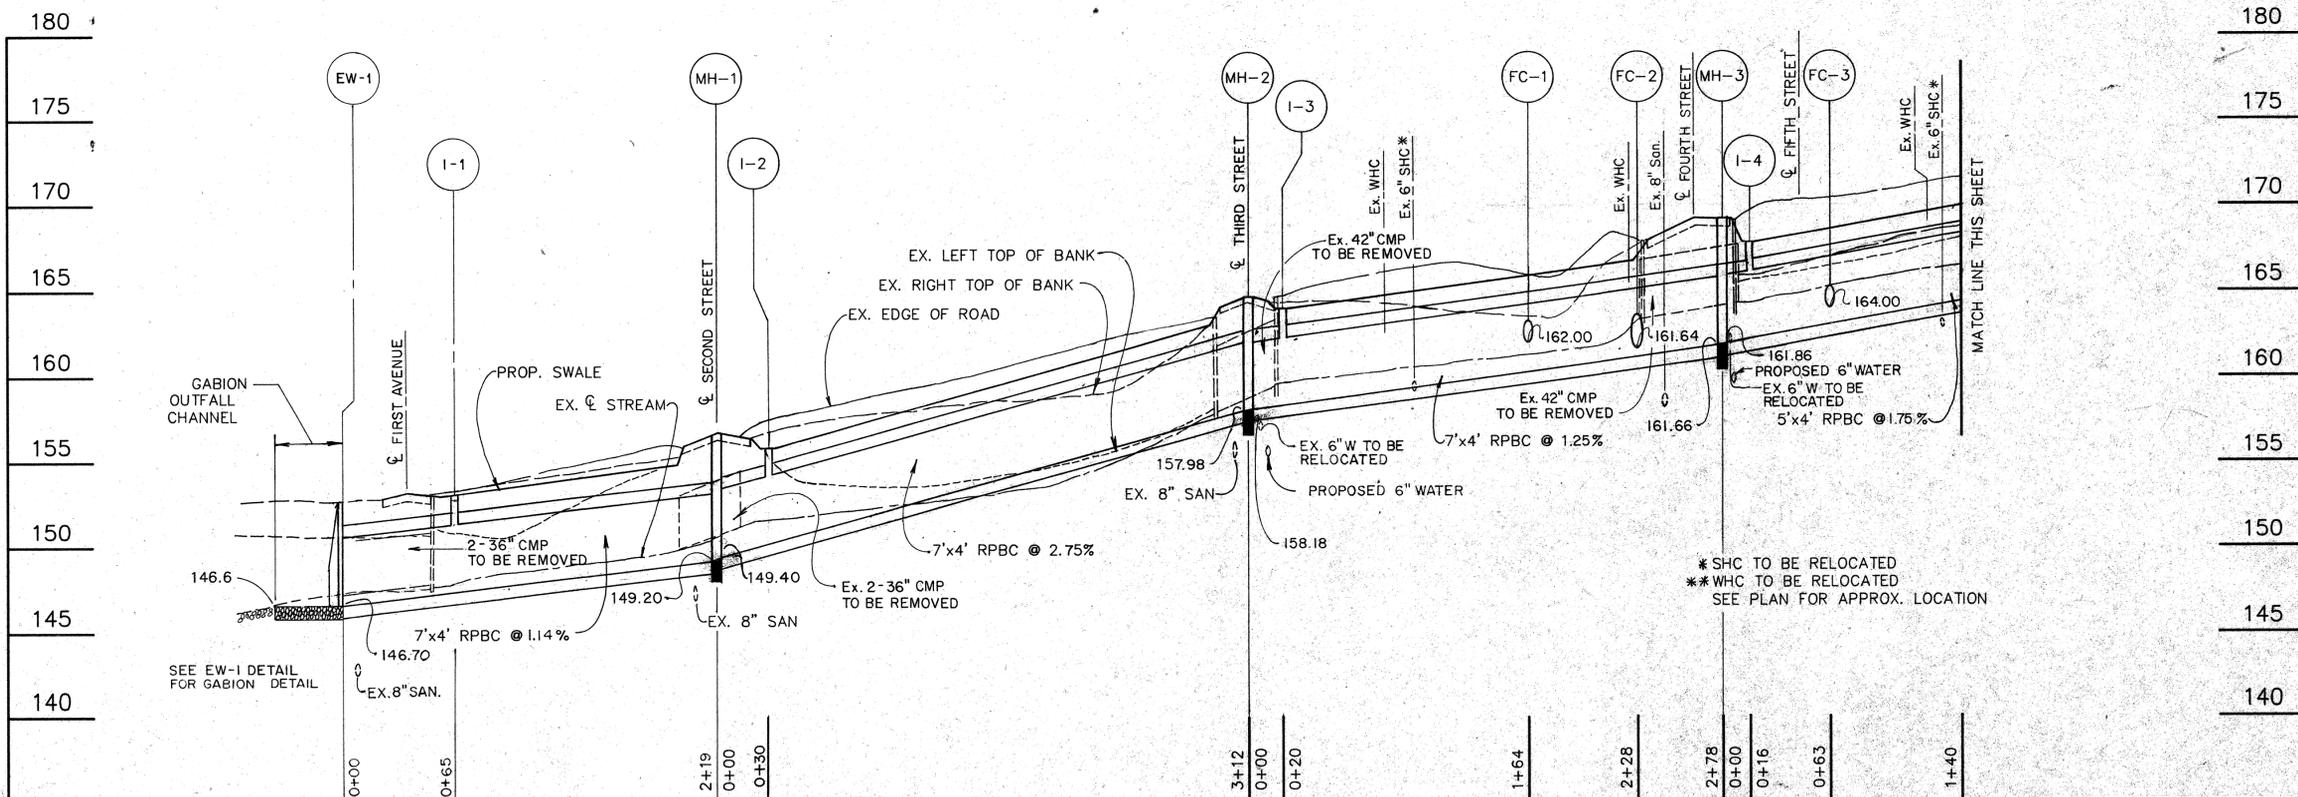 180
175
170
165
160
155
150
145
140
180
175
170
165
160
155
150
145
140
EW-1
I-1
MH-1
I-2
MH-2
I-3
FC-1
FC-2
MH-3
I-4
FC-3
GABION
OUTFALL
CHANNEL
℄ FIRST AVENUE
PROP. SWALE
EX. ℄ STREAM
℄ SECOND STREET
EX. LEFT TOP OF BANK
EX. RIGHT TOP OF BANK
EX. EDGE OF ROAD
℄ THIRD STREET
Ex. 42" CMP
TO BE REMOVED
Ex. WHC
Ex. 6" SHC*
Ex. WHC
Ex. 8" San.
℄ FOURTH STREET
℄ FIFTH STREET
Ex. WHC
Ex. 6" SHC*
MATCH LINE THIS SHEET
162.00
161.64
164.00
161.86
PROPOSED 6" WATER
EX. 6" W TO BE
RELOCATED
5'x4' RPBC @ 1.75%
Ex. 42" CMP
TO BE REMOVED
161.66
7'x4' RPBC @ 1.25%
EX. 6" W TO BE
RELOCATED
157.98
EX. 8" SAN
PROPOSED 6" WATER
158.18
7'x4' RPBC @ 2.75%
2-36" CMP
TO BE REMOVED
146.6
149.40
149.20
Ex. 2-36" CMP
TO BE REMOVED
EX. 8" SAN
7'x4' RPBC @ 1.14%
146.70
EX. 8" SAN.
SEE EW-1 DETAIL
FOR GABION DETAIL
* SHC TO BE RELOCATED
** WHC TO BE RELOCATED
SEE PLAN FOR APPROX. LOCATION
0+00
0+65
2+19
0+00
0+30
3+12
0+00
0+20
1+64
2+28
2+78
0+00
0+16
0+63
1+40